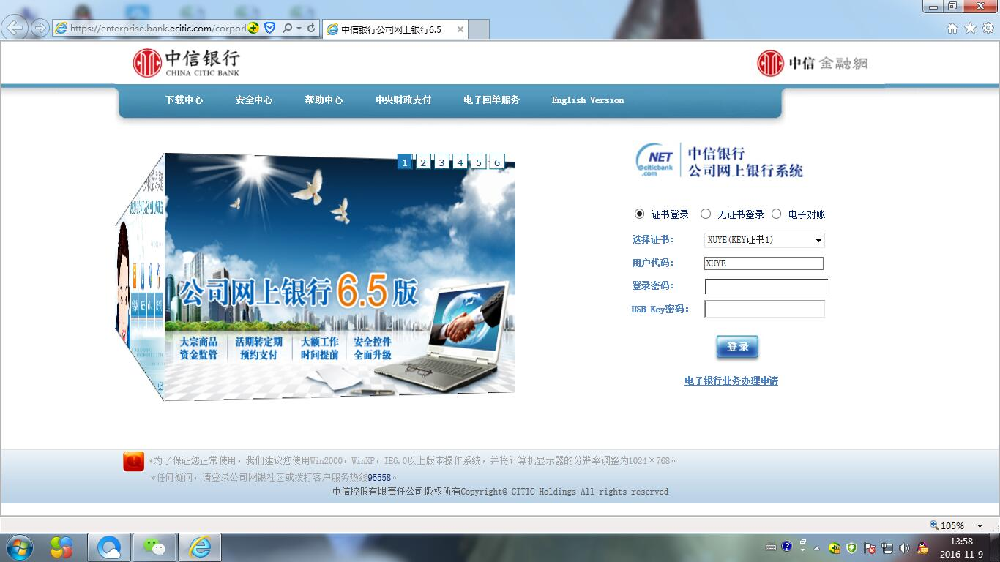 https://enterprise.bank.ecitic.com/corporl
中信银行公司网上银行6.5
中信银行
CHINA CITIC BANK
中信 金融網
下载中心 安全中心 帮助中心 中央财政支付 电子回单服务 English Version
1 2 3 4 5 6
公司网上银行6.5版
大宗商品 活期转定期 大额工作 安全控件
资金监管 预约支付 时间提前 全面升级
NET
@citicbank
.com
中信银行
公司网上银行系统
证书登录 无证书登录 电子对账
选择证书: XUYE(KEY证书1)
用户代码: XUYE
登录密码:
USB Key密码:
登录
电子银行业务办理申请
*为了保证您正常使用，我们建议您使用Win2000，WinXP，IE6.0以上版本操作系统，并将计算机显示器的分辨率调整为1024×768。
*任何疑问，请登录公司网银社区或拨打客户服务热线95558。
中信控股有限责任公司版权所有Copyright@ CITIC Holdings All rights reserved
105%
13:58
2016-11-9